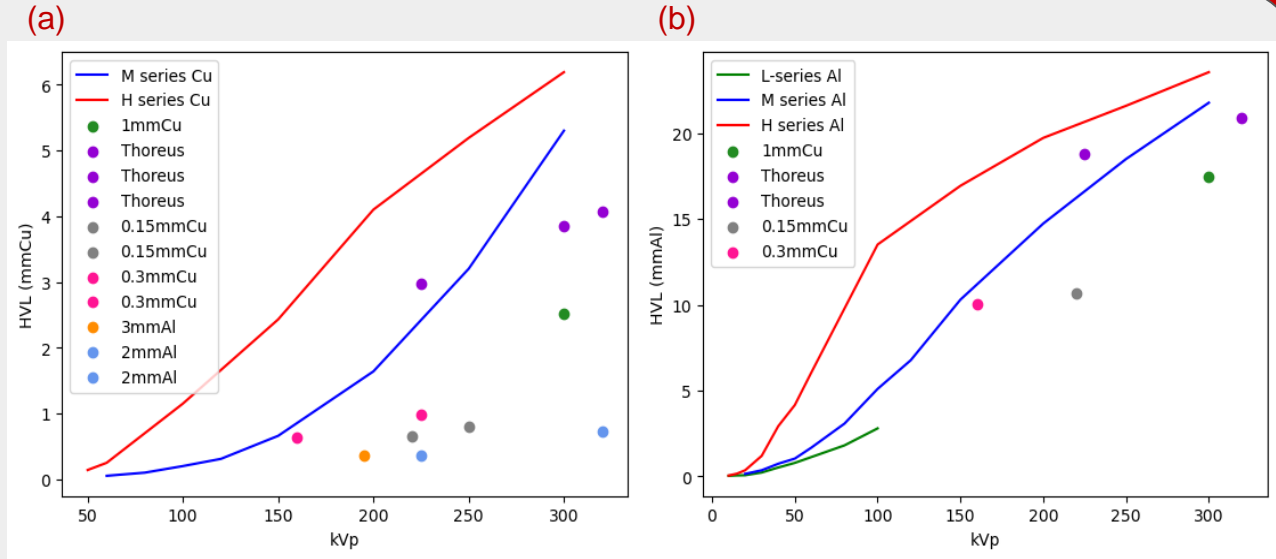 (a)
(b)
M series Cu
H series Cu
1mmCu
Thoreus
Thoreus
Thoreus
0.15mmCu
0.15mmCu
0.3mmCu
0.3mmCu
3mmAl
2mmAl
2mmAl
HVL (mmCu)
6
5
4
3
2
1
0
50
100
150
200
250
300
kVp
L-series Al
M series Al
H series Al
1mmCu
Thoreus
Thoreus
0.15mmCu
0.3mmCu
HVL (mmAl)
20
15
10
5
0
0
50
100
150
200
250
300
kVp